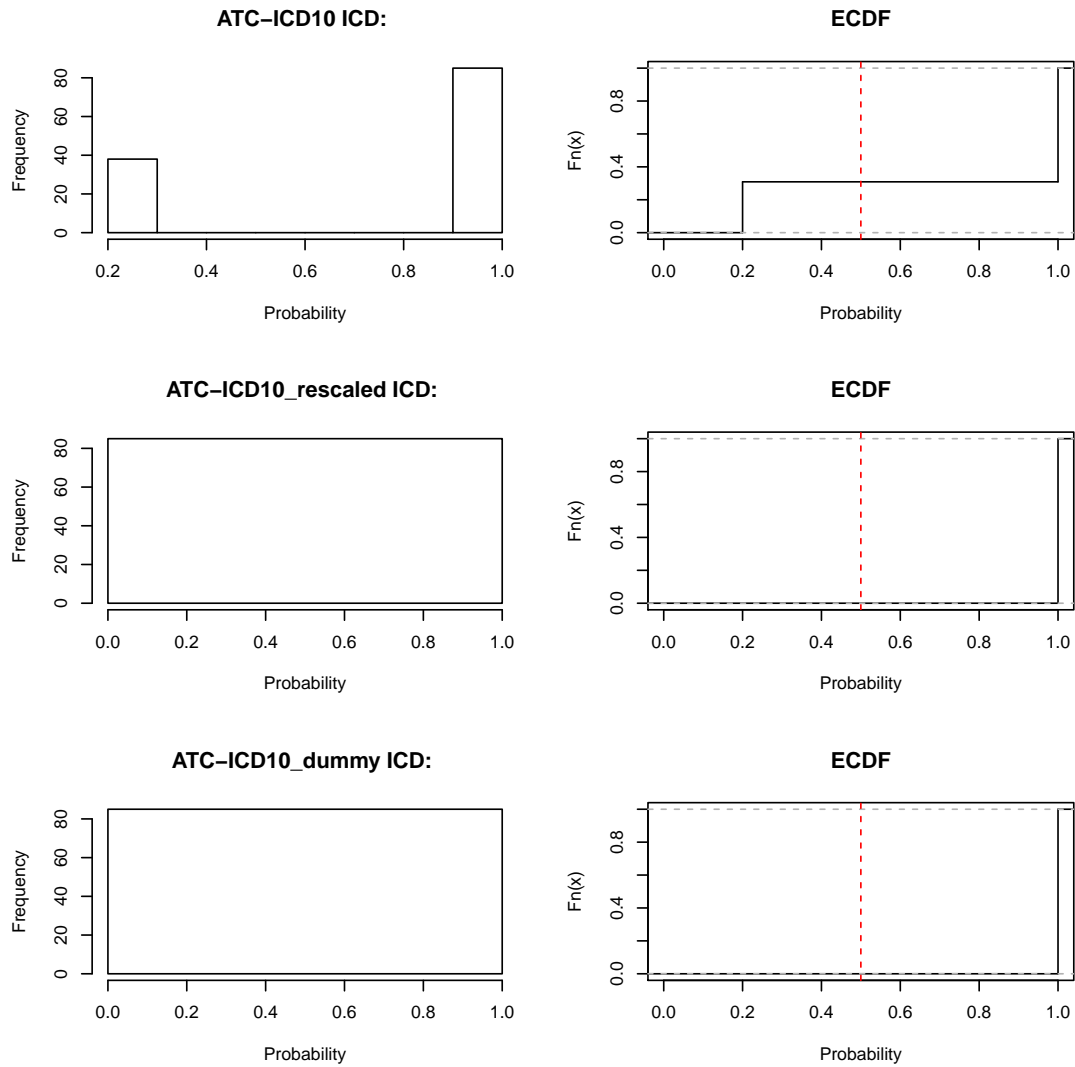 ATC−ICD10 ICD:
Frequency
0 20 40 60 80
0.2 0.4 0.6 0.8 1.0
Probability
ECDF
Fn(x)
0.0 0.4 0.8
0.0 0.2 0.4 0.6 0.8 1.0
Probability
ATC−ICD10_rescaled ICD:
Frequency
0 20 40 60 80
0.0 0.2 0.4 0.6 0.8 1.0
Probability
ECDF
Fn(x)
0.0 0.4 0.8
0.0 0.2 0.4 0.6 0.8 1.0
Probability
ATC−ICD10_dummy ICD:
Frequency
0 20 40 60 80
0.0 0.2 0.4 0.6 0.8 1.0
Probability
ECDF
Fn(x)
0.0 0.4 0.8
0.0 0.2 0.4 0.6 0.8 1.0
Probability